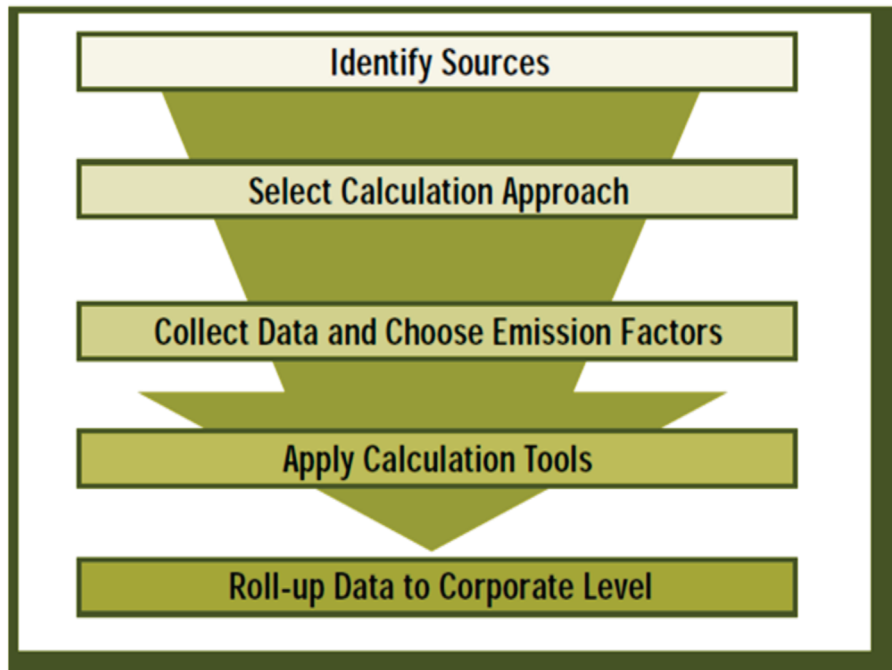 Identify Sources
Select Calculation Approach
Collect Data and Choose Emission Factors
Apply Calculation Tools
Roll-up Data to Corporate Level